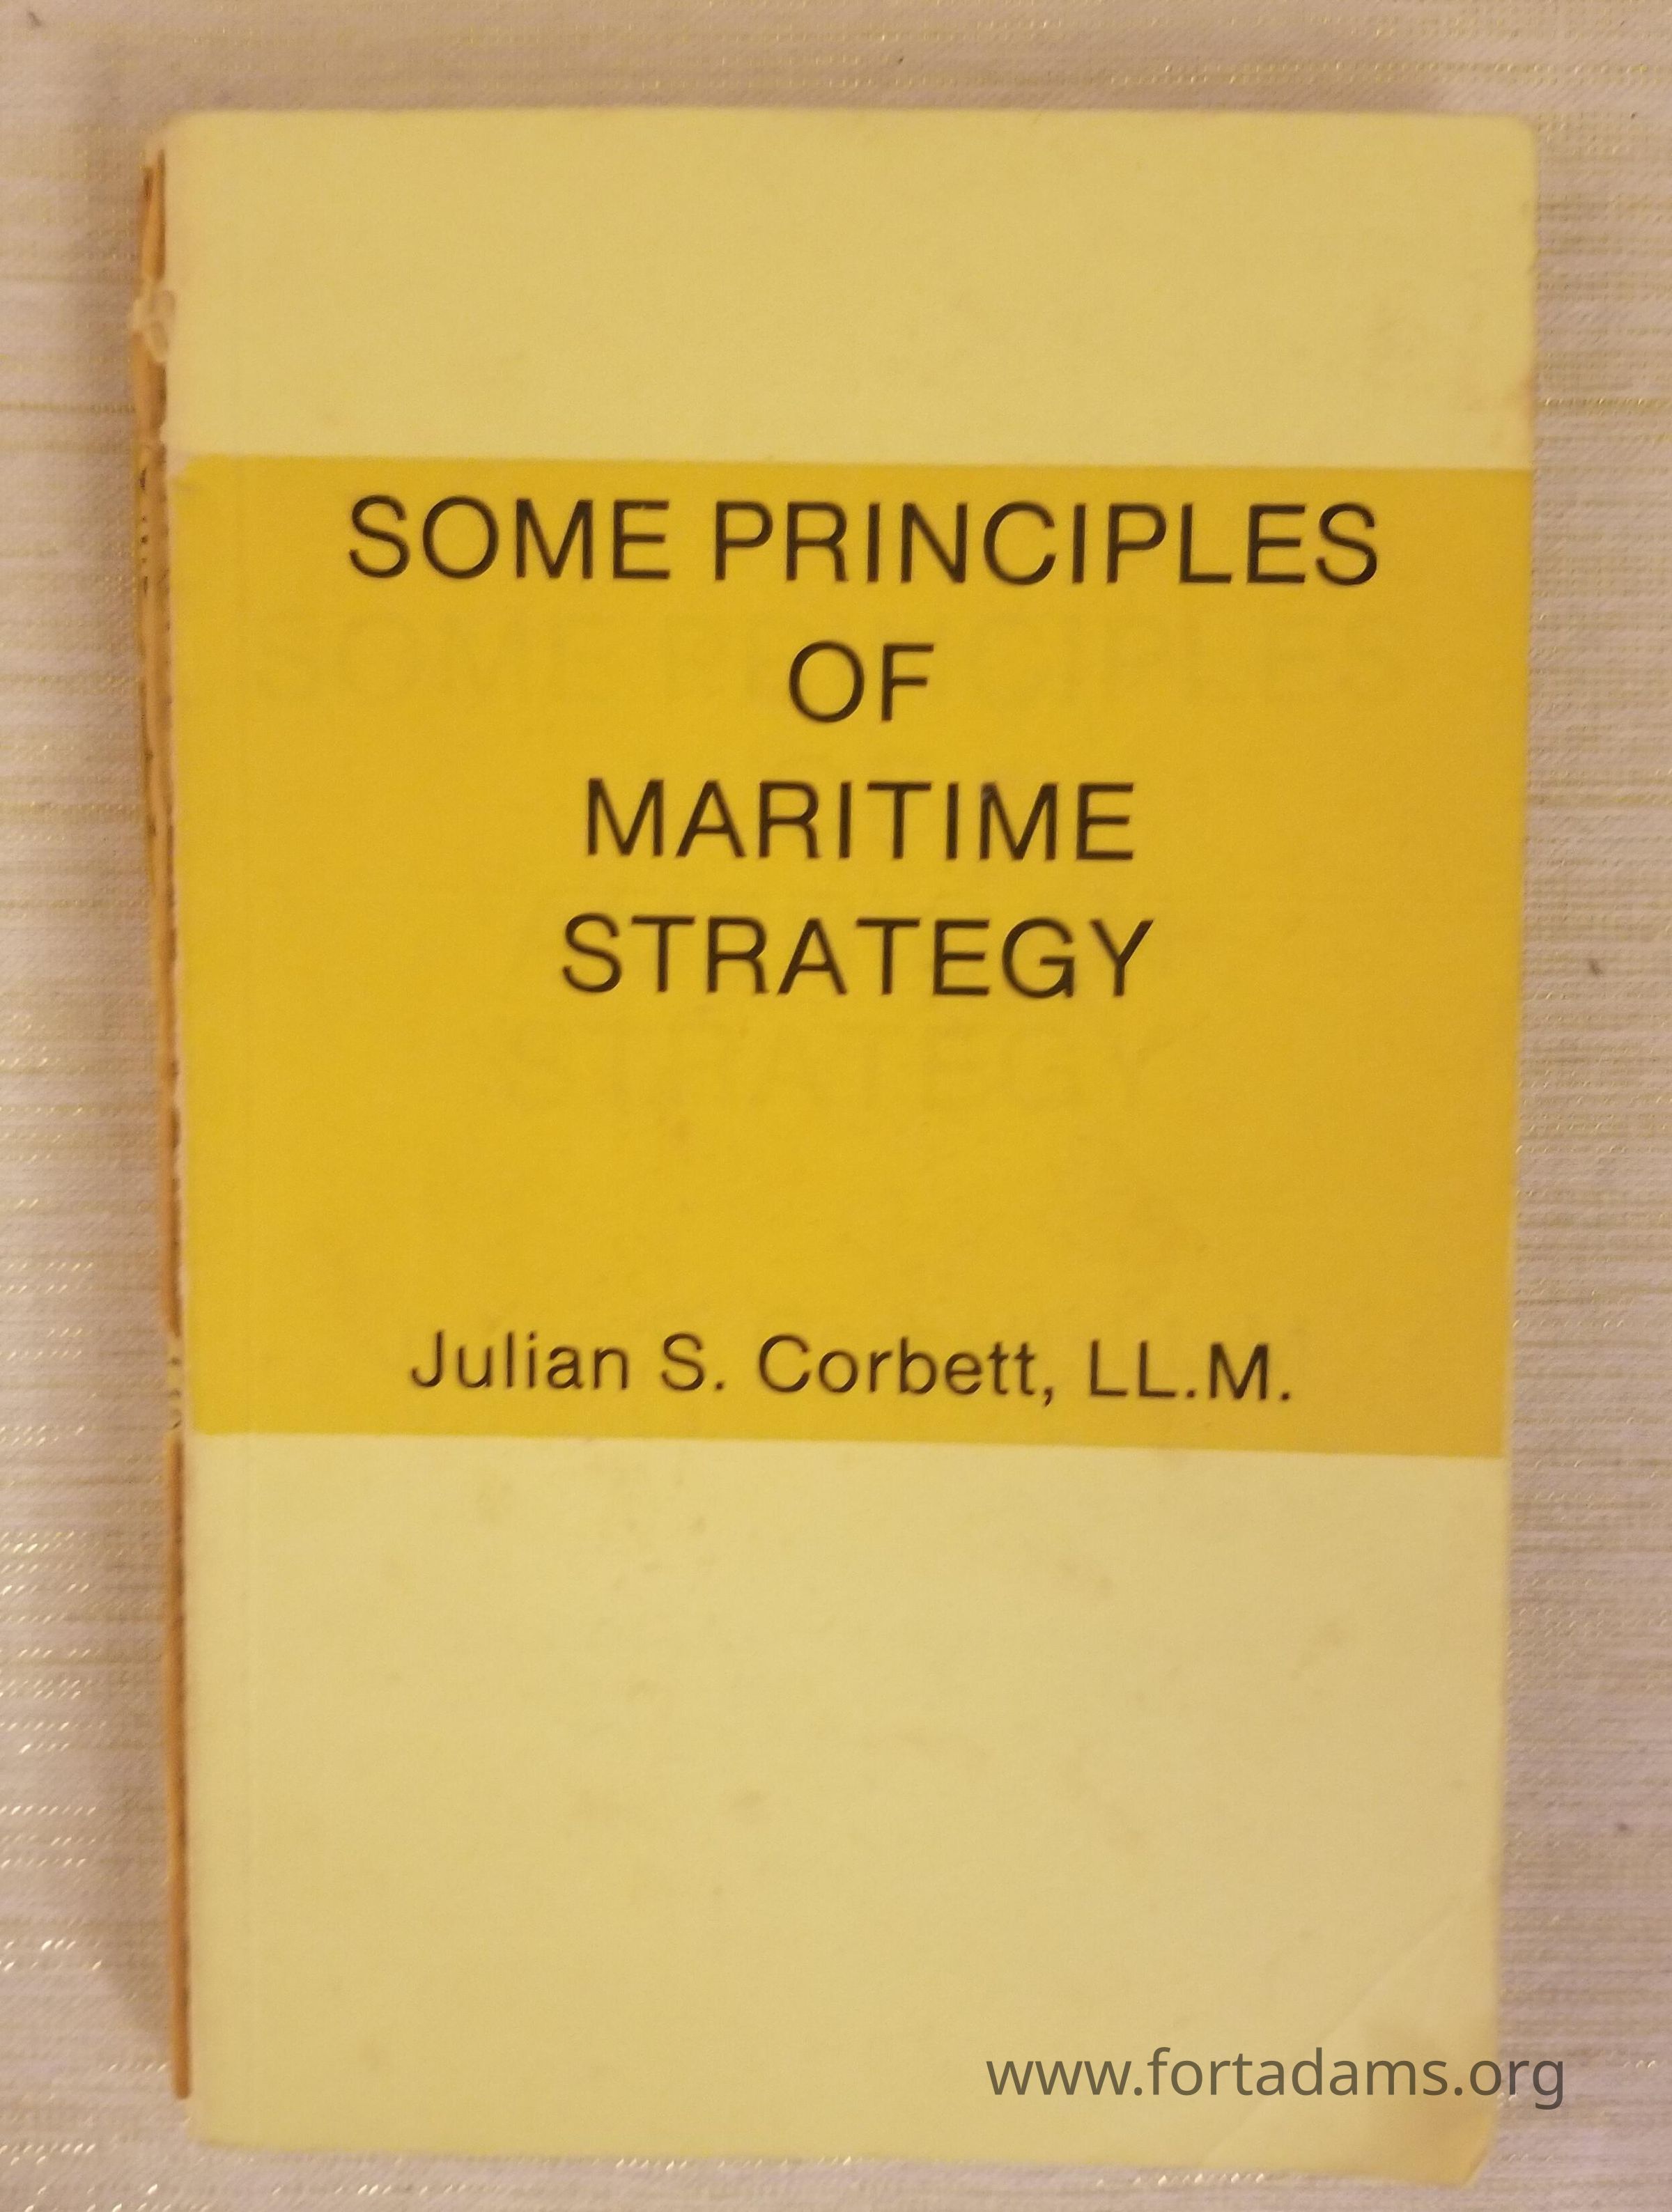 SOME PRINCIPLES
OF
MARITIME
STRATEGY
Julian S. Corbett, LL.M.
www.fortadams.org